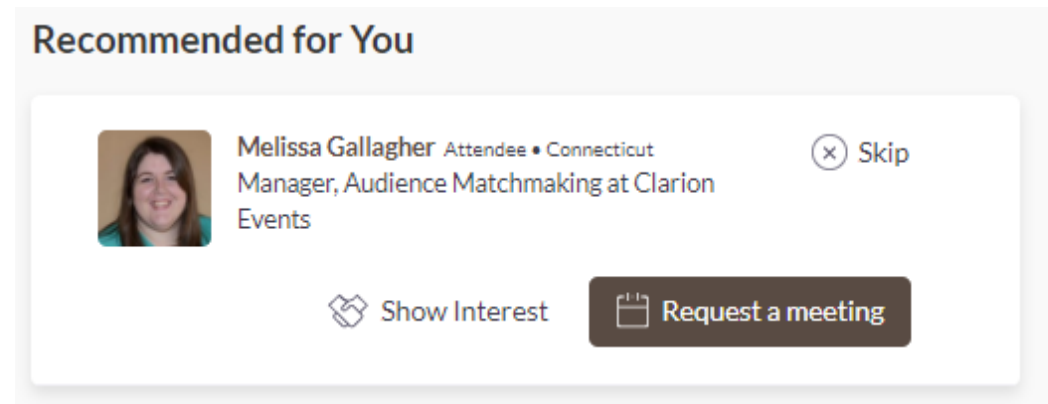 Recommended for You
Melissa Gallagher Attendee • Connecticut
Skip
Manager, Audience Matchmaking at Clarion
Events
Show Interest
Request a meeting